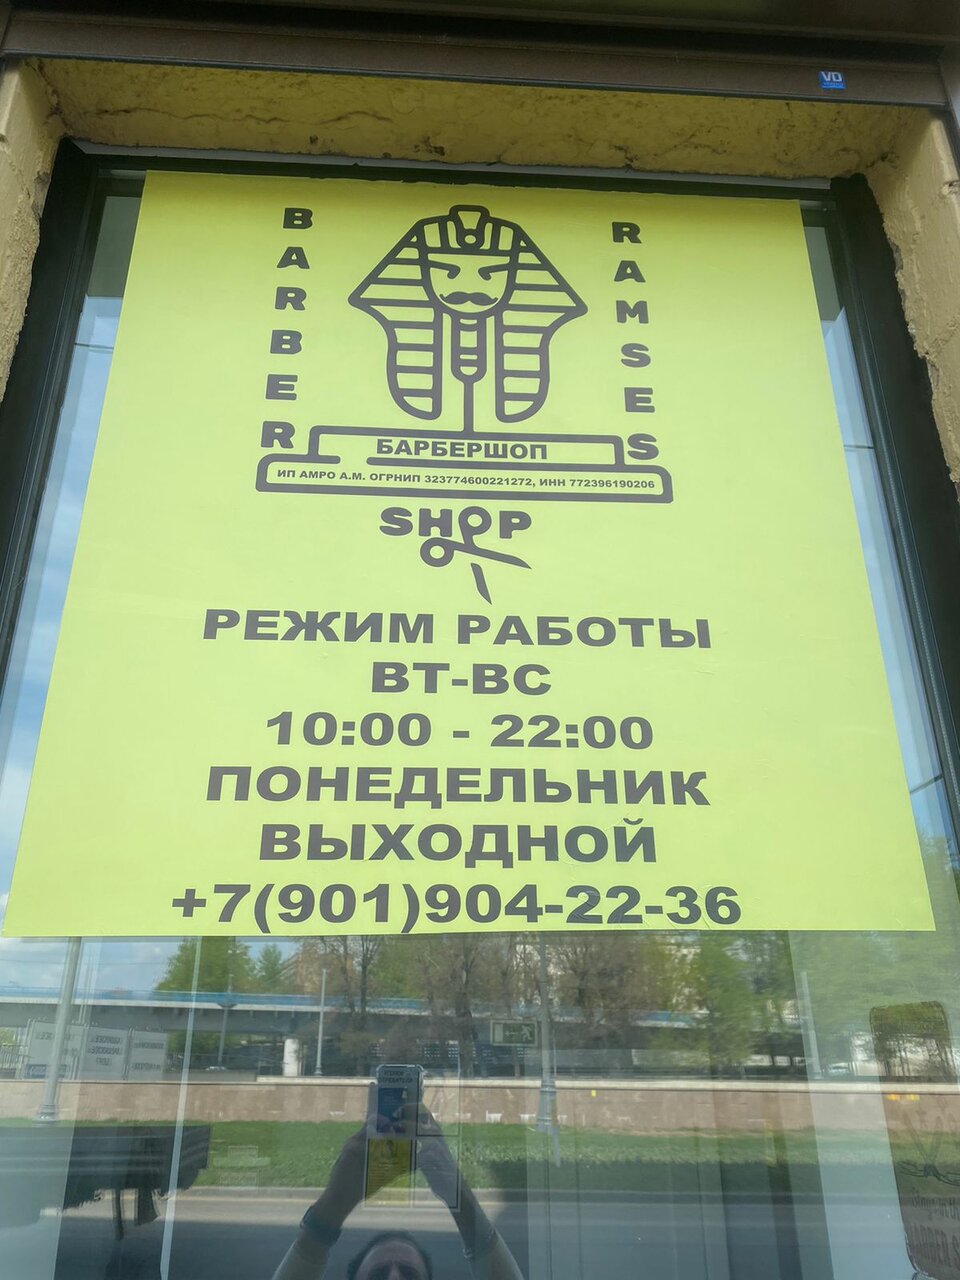 BARBER
RAMSES
БАРБЕРШОП
ИП АМРО А.М. ОГРНИП 323774600221272, ИНН 772396190206
SHOP
РЕЖИМ РАБОТЫ
ВТ-ВС
10:00 - 22:00
ПОНЕДЕЛЬНИК
ВЫХОДНОЙ
+7(901)904-22-36
VD